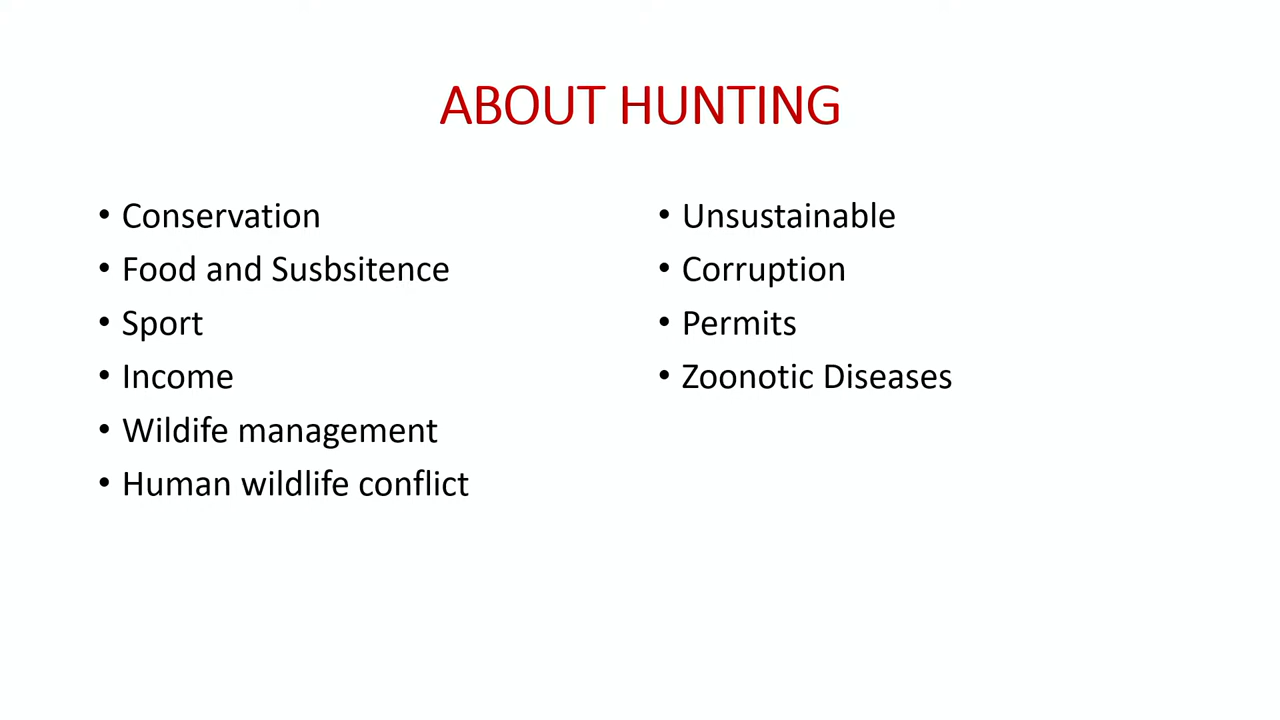 ABOUT HUNTING
• Conservation
• Food and Susbsitence
• Sport
• Income
• Wildife management
• Human wildlife conflict
• Unsustainable
• Corruption
• Permits
• Zoonotic Diseases